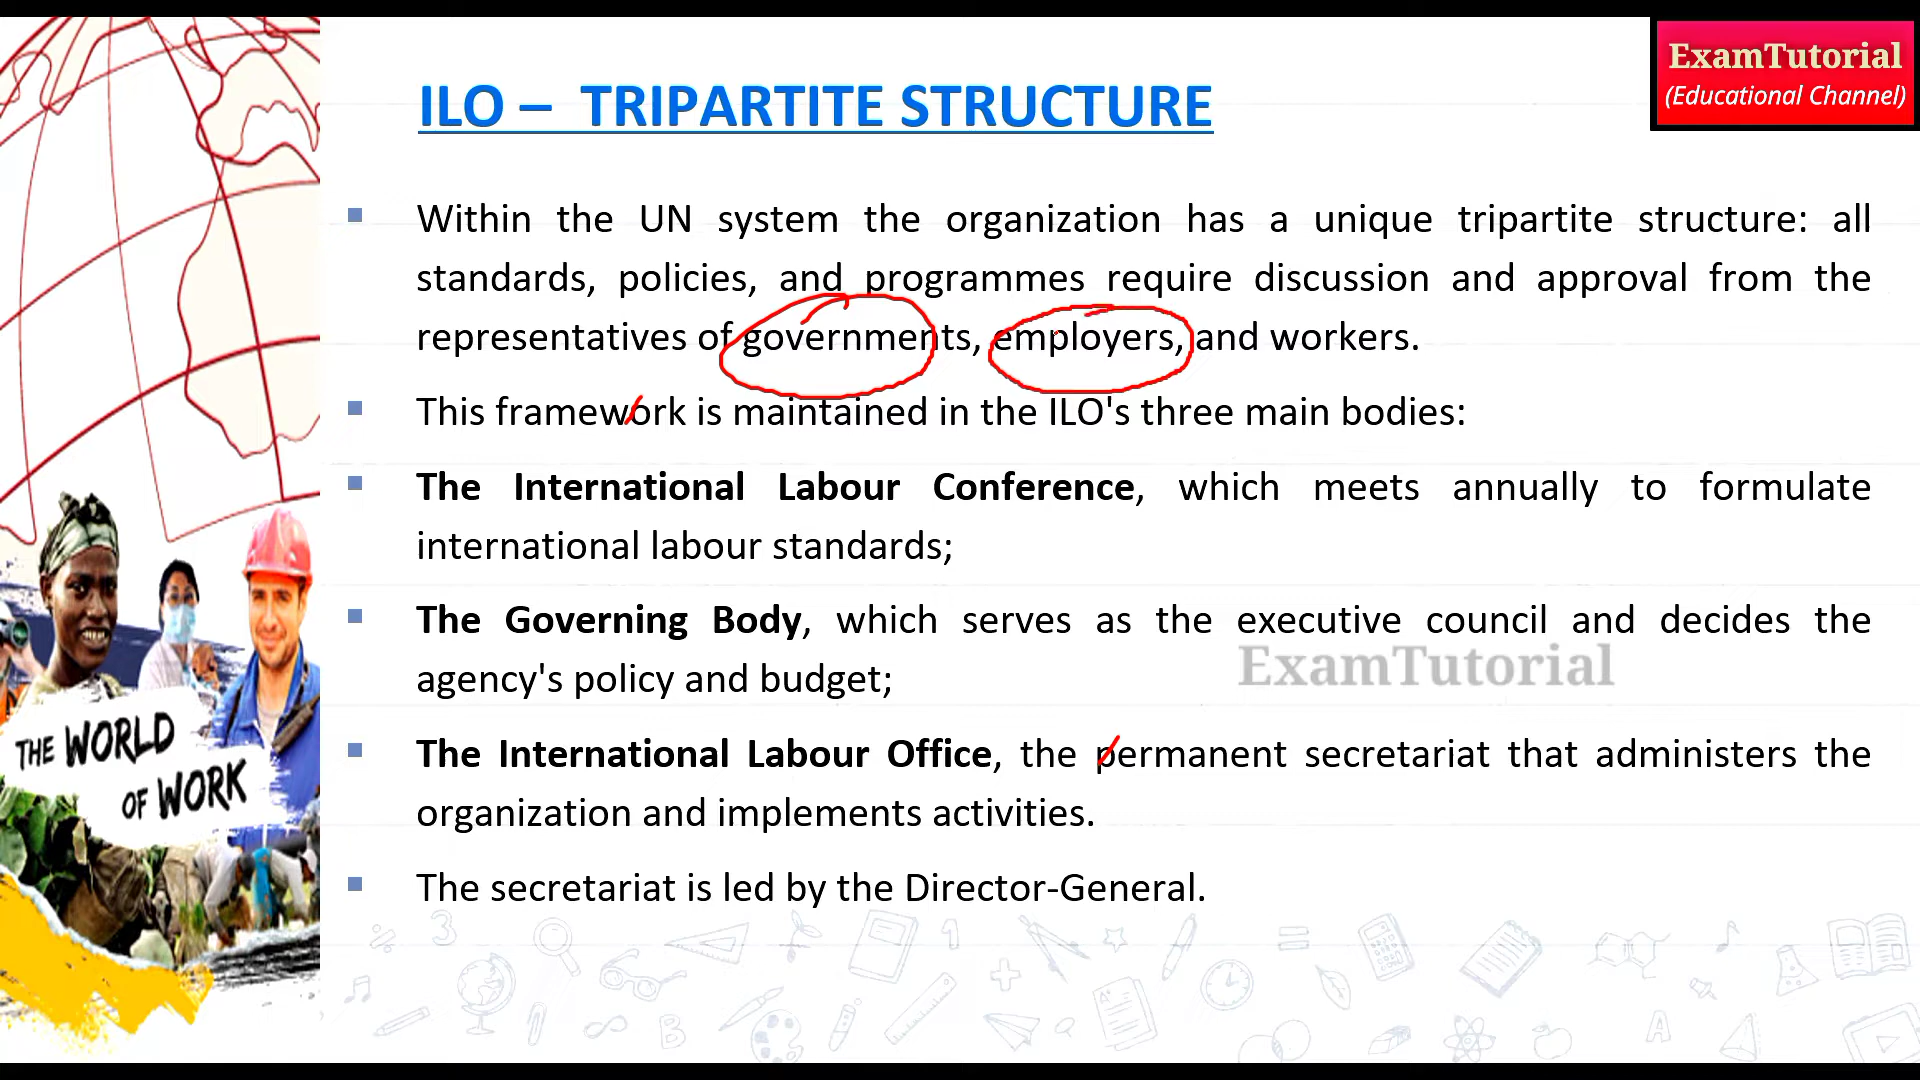 ExamTutorial
(Educational Channel)
ILO – TRIPARTITE STRUCTURE
Within the UN system the organization has a unique tripartite structure: all
standards, policies, and programmes require discussion and approval from the
representatives of governments, employers, and workers.
This framework is maintained in the ILO's three main bodies:
The International Labour Conference, which meets annually to formulate
international labour standards;
The Governing Body, which serves as the executive council and decides the
agency's policy and budget;
ExamTutorial
The International Labour Office, the permanent secretariat that administers the
organization and implements activities.
The secretariat is led by the Director-General.
THE WORLD
OF WORK